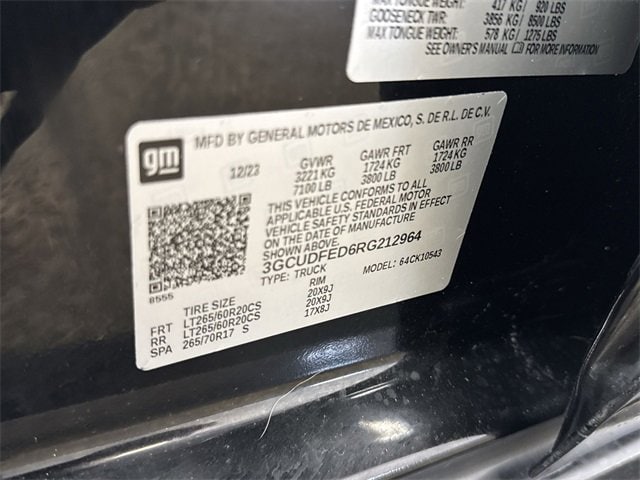 MAX TONGUE WEIGHT: 417 KG/ 920 LBS
GOOSENECK TWR: 3856 KG/ 8500 LBS
MAX TONGUE WEIGHT: 578 KG/ 1275 LBS
SEE OWNER'S MANUAL FOR MORE INFORMATION
gm
MFD BY GENERAL MOTORS DE MEXICO, S. DE R.L. DE C.V.
12/23 GVWR GAWR FRT GAWR RR
3221 KG 1724 KG 1724 KG
7100 LB 3800 LB 3800 LB
THIS VEHICLE CONFORMS TO ALL
APPLICABLE U.S. FEDERAL MOTOR
VEHICLE SAFETY STANDARDS IN EFFECT
ON THE DATE OF MANUFACTURE
SHOWN ABOVE.
3GCUDFED6RG212964
TYPE: TRUCK MODEL: 64CK10543
8555
TIRE SIZE RIM
FRT LT265/60R20CS 20X9J
RR LT265/60R20CS 20X9J
SPA 265/70R17 S 17X8J